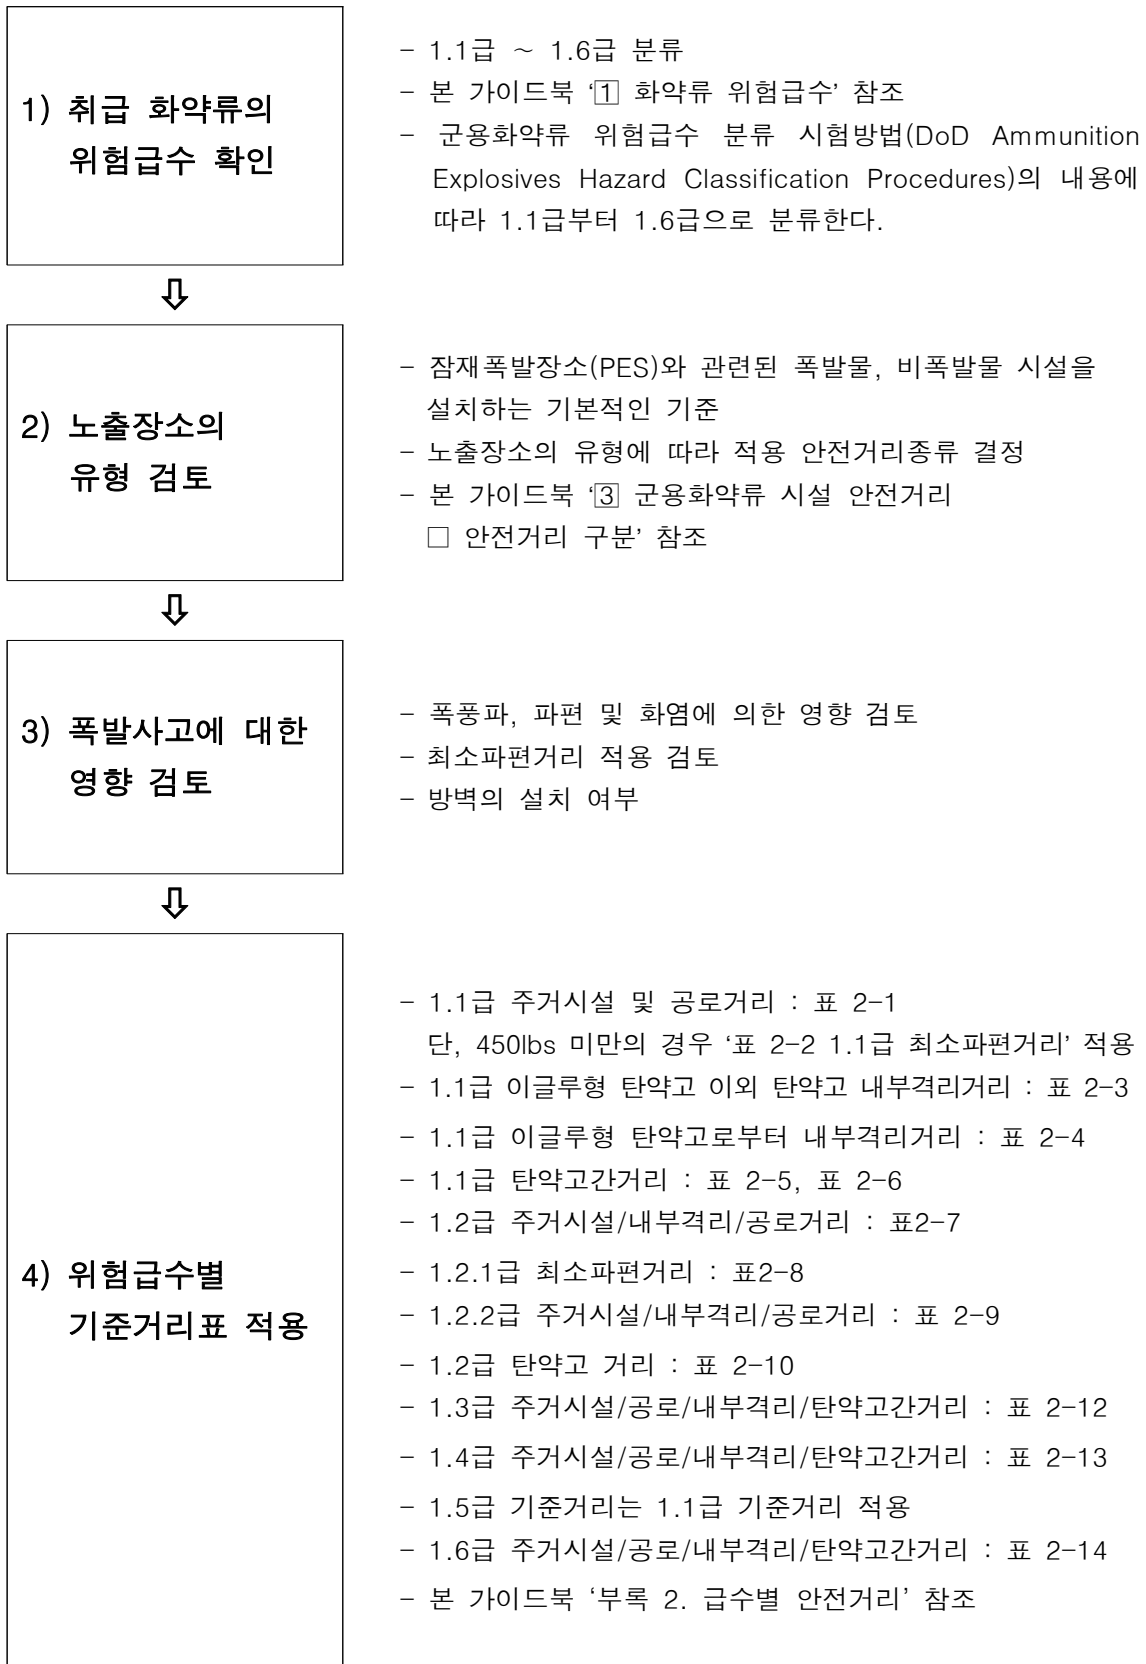 1) 취급 화약류의
위험급수 확인
- 1.1급 ~ 1.6급 분류
- 본 가이드북 ‘1 화약류 위험급수’ 참조
- 군용화약류 위험급수 분류 시험방법(DoD Ammunition
Explosives Hazard Classification Procedures)의 내용에
따라 1.1급부터 1.6급으로 분류한다.
⇩
2) 노출장소의
유형 검토
- 잠재폭발장소(PES)와 관련된 폭발물, 비폭발물 시설을
설치하는 기본적인 기준
- 노출장소의 유형에 따라 적용 안전거리종류 결정
- 본 가이드북 ‘3 군용화약류 시설 안전거리
□ 안전거리 구분’ 참조
⇩
3) 폭발사고에 대한
영향 검토
- 폭풍파, 파편 및 화염에 의한 영향 검토
- 최소파편거리 적용 검토
- 방벽의 설치 여부
⇩
4) 위험급수별
기준거리표 적용
- 1.1급 주거시설 및 공로거리 : 표 2-1
단, 450lbs 미만의 경우 ‘표 2-2 1.1급 최소파편거리’ 적용
- 1.1급 이글루형 탄약고 이외 탄약고 내부격리거리 : 표 2-3
- 1.1급 이글루형 탄약고로부터 내부격리거리 : 표 2-4
- 1.1급 탄약고간거리 : 표 2-5, 표 2-6
- 1.2급 주거시설/내부격리/공로거리 : 표2-7
- 1.2.1급 최소파편거리 : 표2-8
- 1.2.2급 주거시설/내부격리/공로거리 : 표 2-9
- 1.2급 탄약고 거리 : 표 2-10
- 1.3급 주거시설/공로/내부격리/탄약고간거리 : 표 2-12
- 1.4급 주거시설/공로/내부격리/탄약고간거리 : 표 2-13
- 1.5급 기준거리는 1.1급 기준거리 적용
- 1.6급 주거시설/공로/내부격리/탄약고간거리 : 표 2-14
- 본 가이드북 ‘부록 2. 급수별 안전거리’ 참조